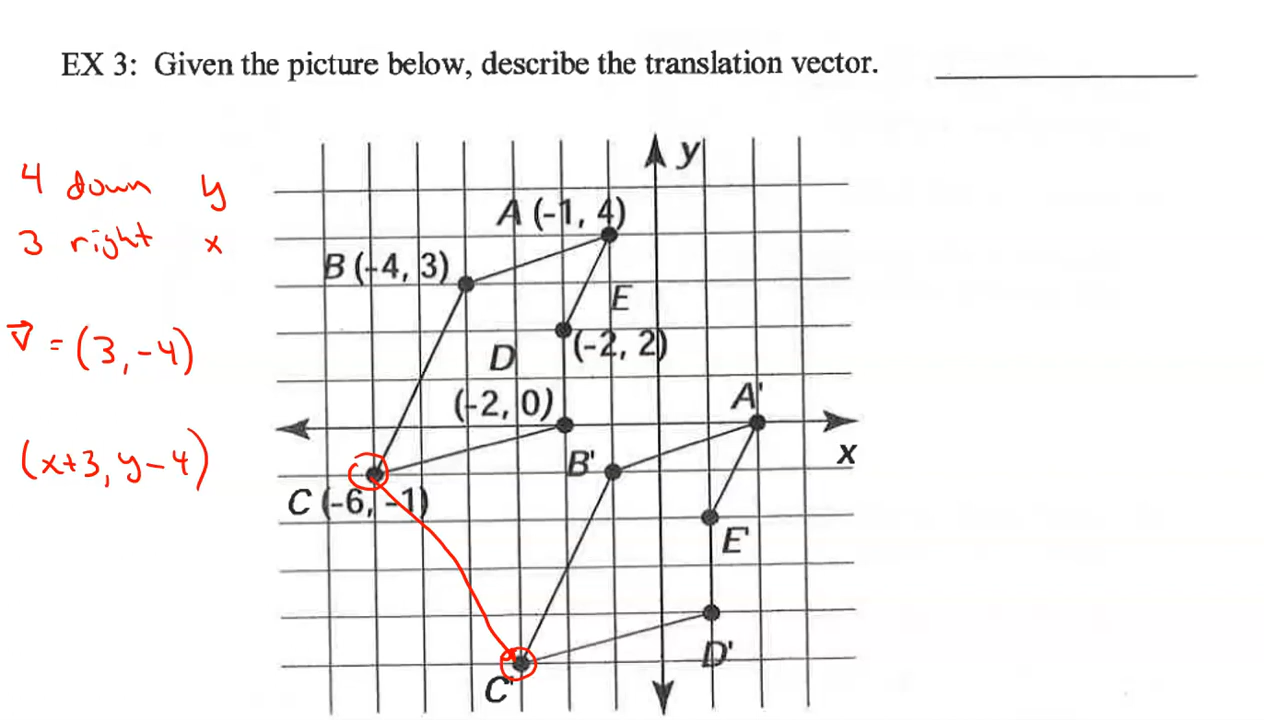 EX 3: Given the picture below, describe the translation vector.
4 down y
3 right x
v⃗ = (3, -4)
(x+3, y-4)
y
A (-1, 4)
B (-4, 3)
E
(-2, 2)
D
(-2, 0)
A'
x
B'
C (-6, -1)
E'
D'
C'